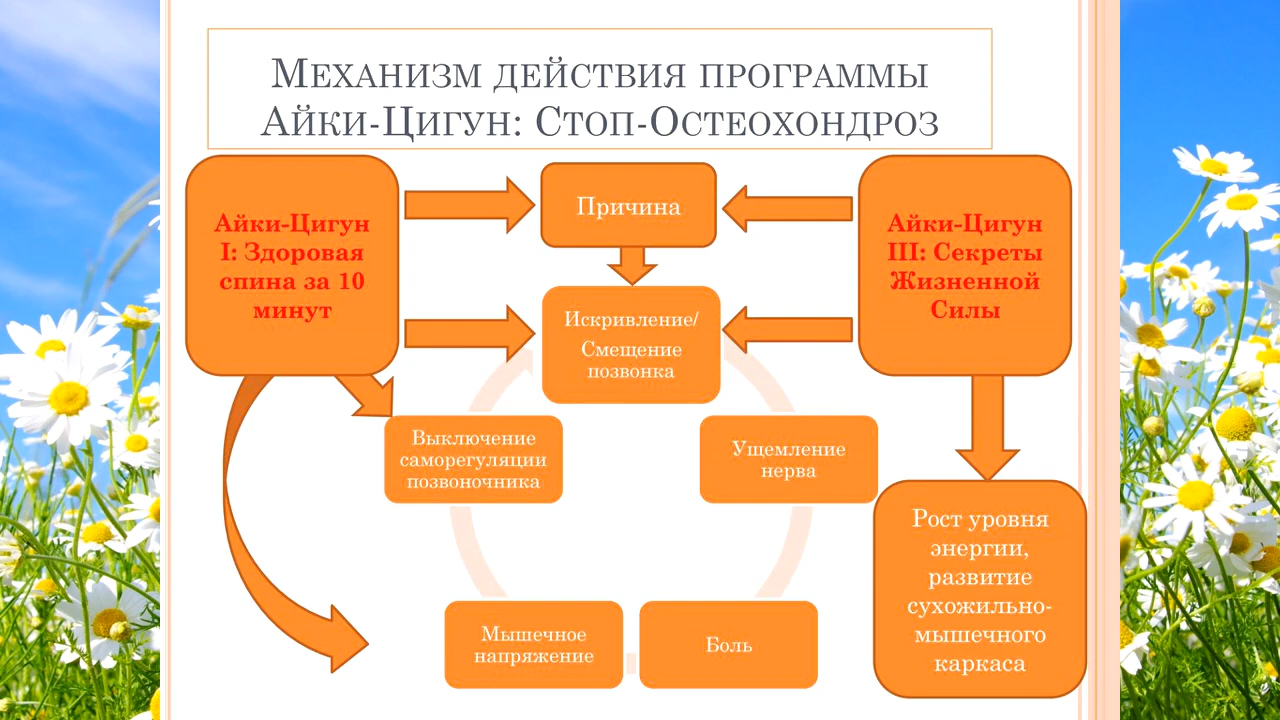 Механизм действия программы
Айки-Цигун: Стоп-Остеохондроз
Айки-Цигун
I: Здоровая
спина за 10
минут
Причина
Айки-Цигун
III: Секреты
Жизненной
Силы
Искривление/
Смещение
позвонка
Выключение
саморегуляции
позвоночника
Ущемление
нерва
Рост уровня
энергии,
развитие
сухожильно-
мышечного
каркаса
Мышечное
напряжение
Боль